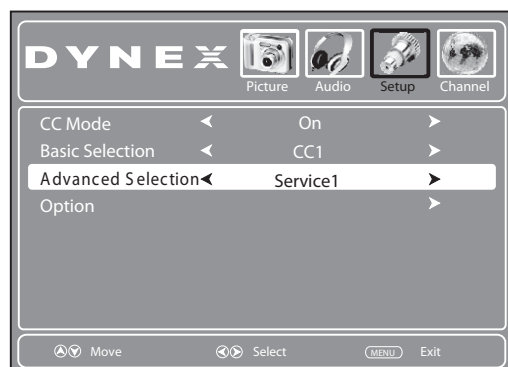 DYNEX
Picture Audio Setup Channel
CC Mode On
Basic Selection CC1
Advanced Selection Service1
Option
Move Select MENU Exit